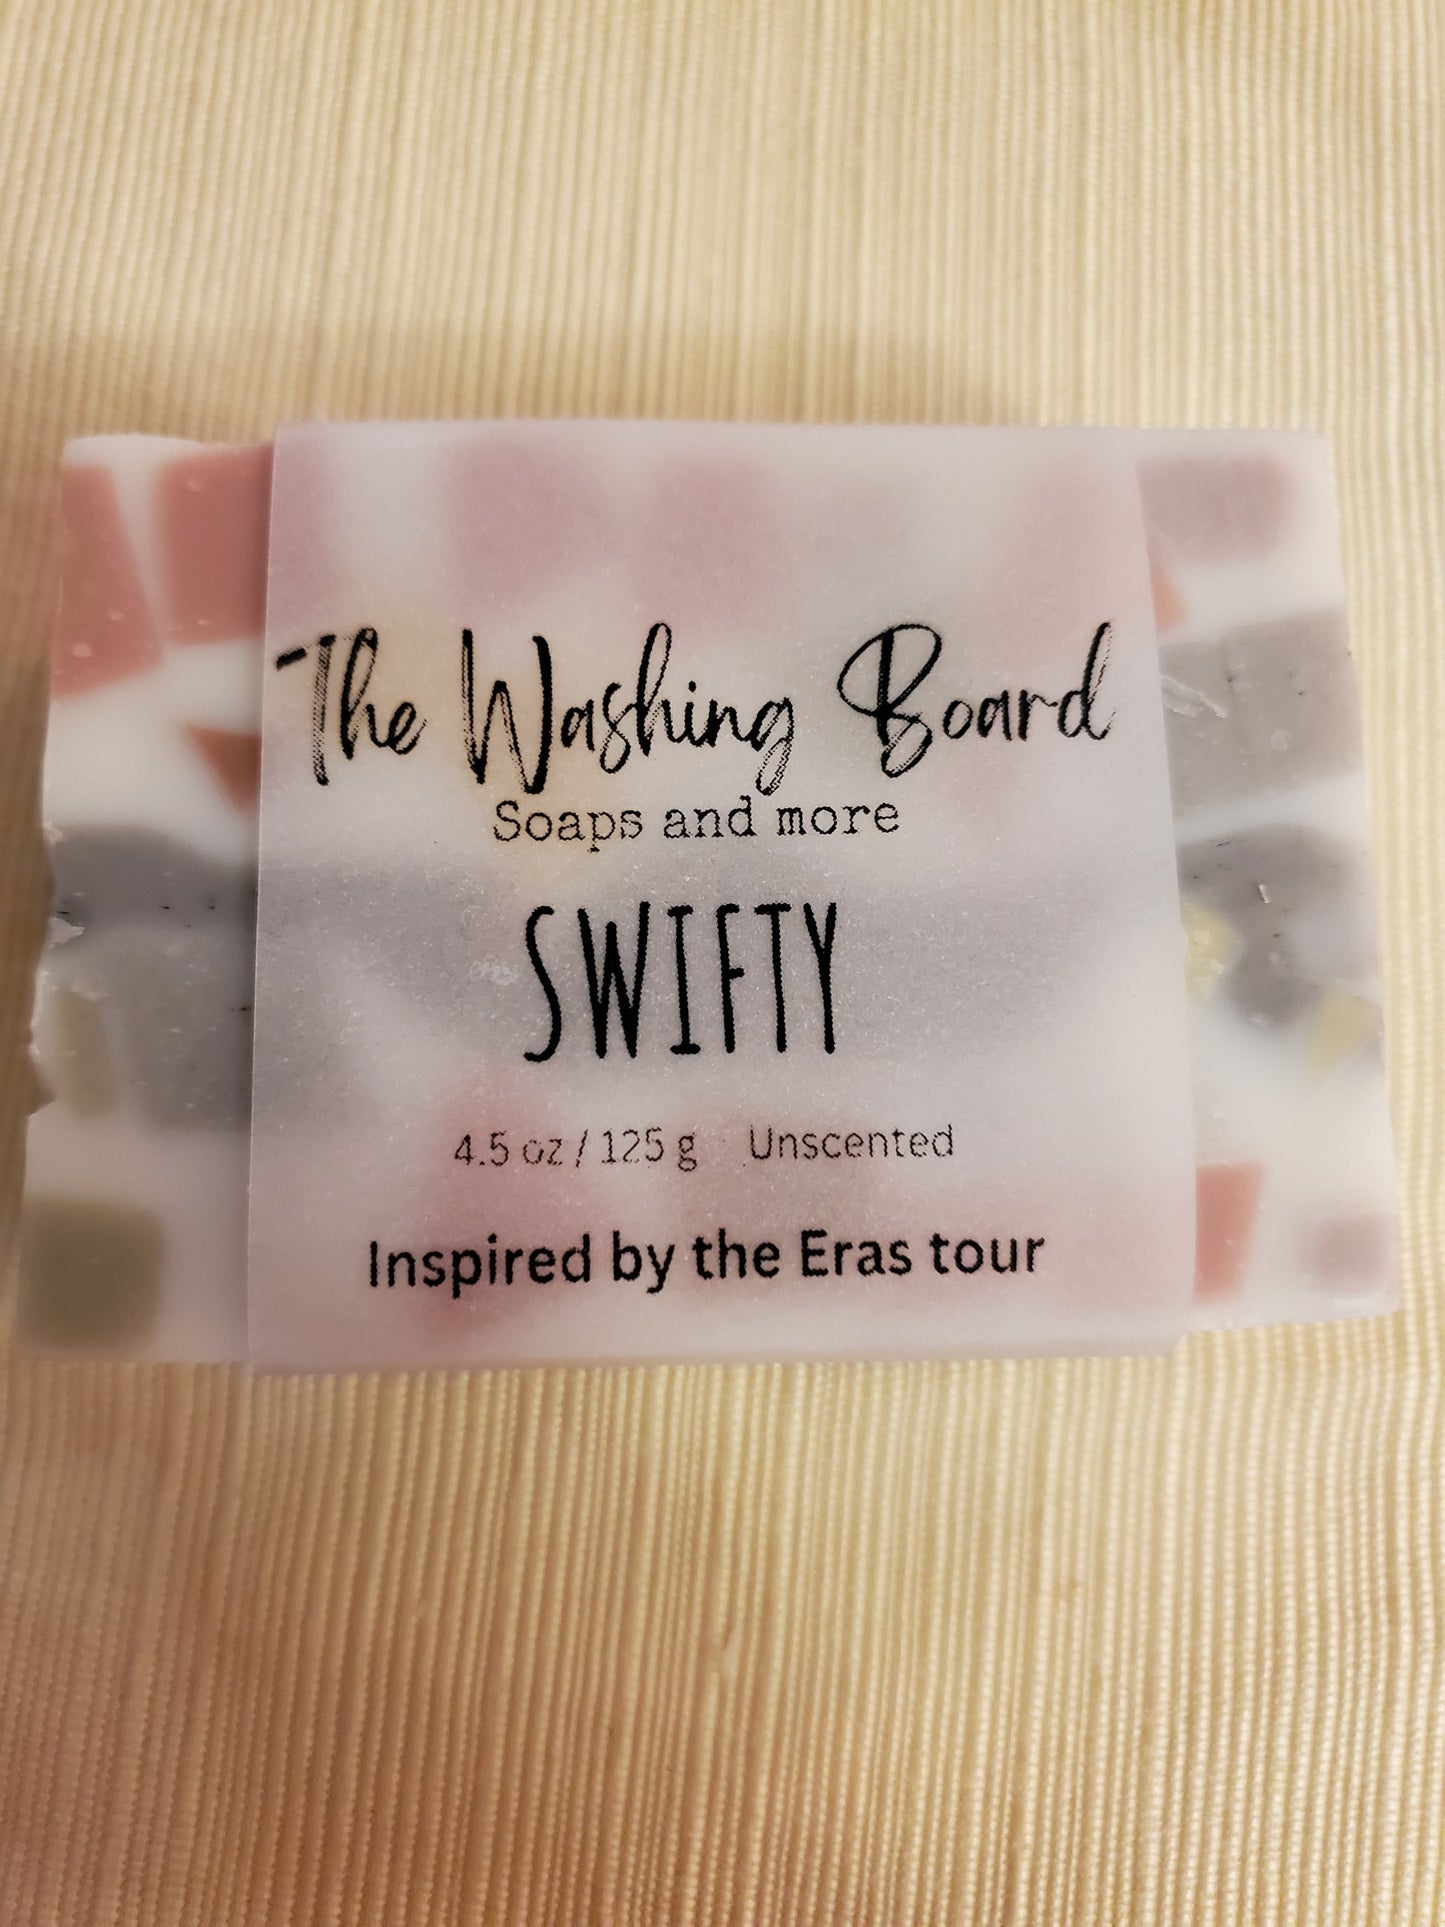 The Washing Board
Soaps and more
SWIFTY
4.5 oz / 125 g Unscented
Inspired by the Eras tour